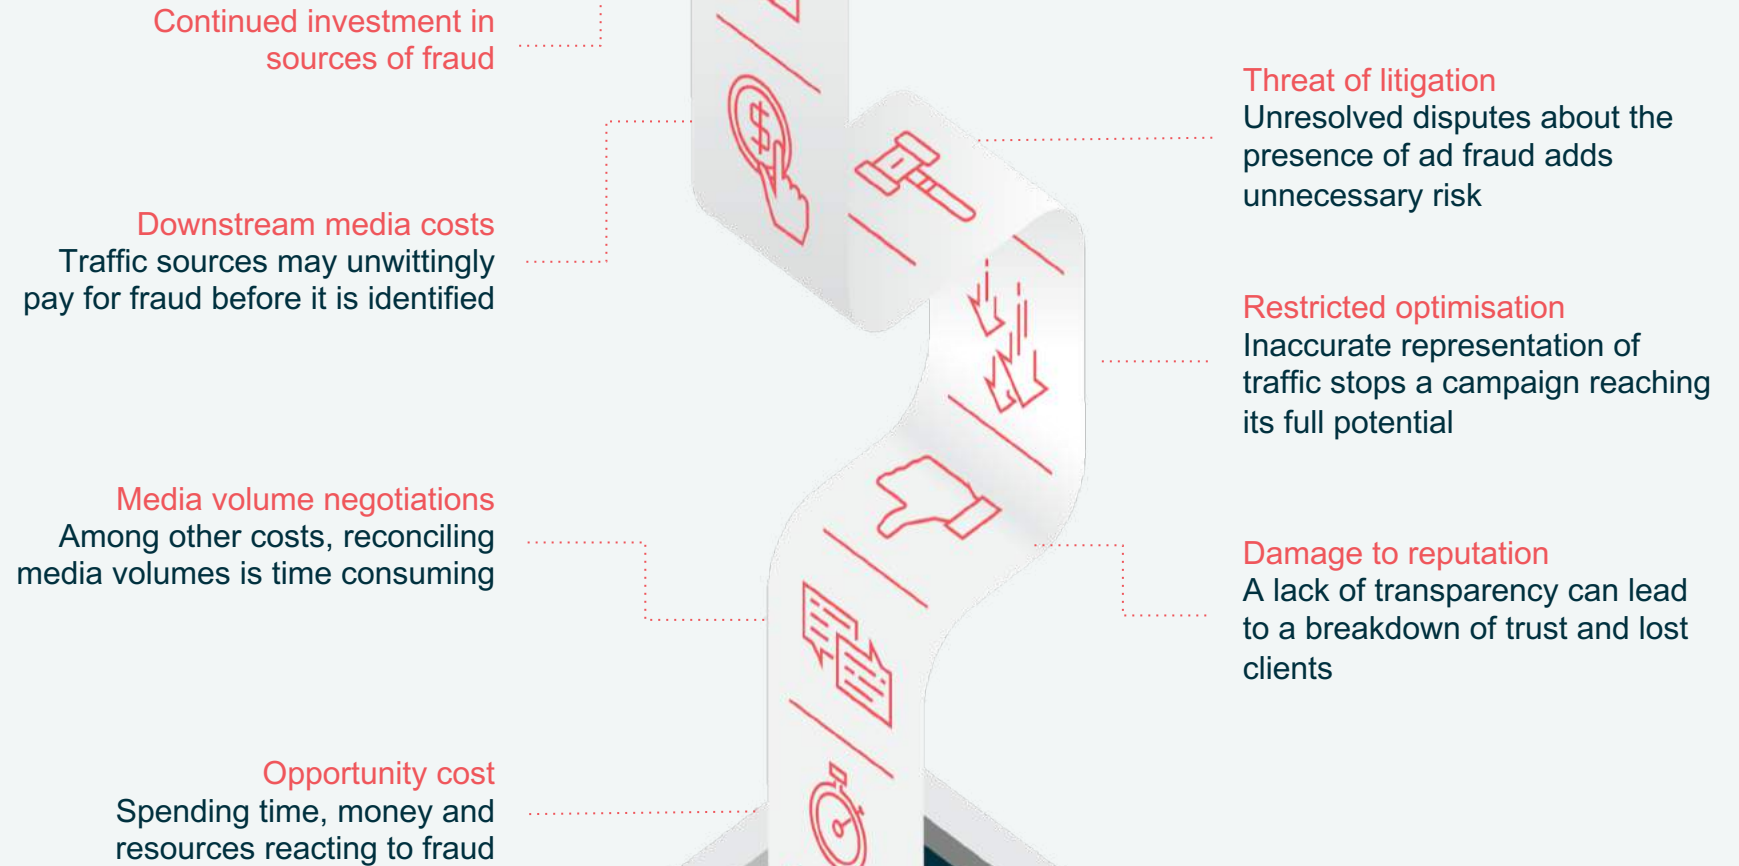 Continued investment in
sources of fraud
Downstream media costs
Traffic sources may unwittingly
pay for fraud before it is identified
Media volume negotiations
Among other costs, reconciling
media volumes is time consuming
Opportunity cost
Spending time, money and
resources reacting to fraud
Threat of litigation
Unresolved disputes about the
presence of ad fraud adds
unnecessary risk
Restricted optimisation
Inaccurate representation of
traffic stops a campaign reaching
its full potential
Damage to reputation
A lack of transparency can lead
to a breakdown of trust and lost
clients